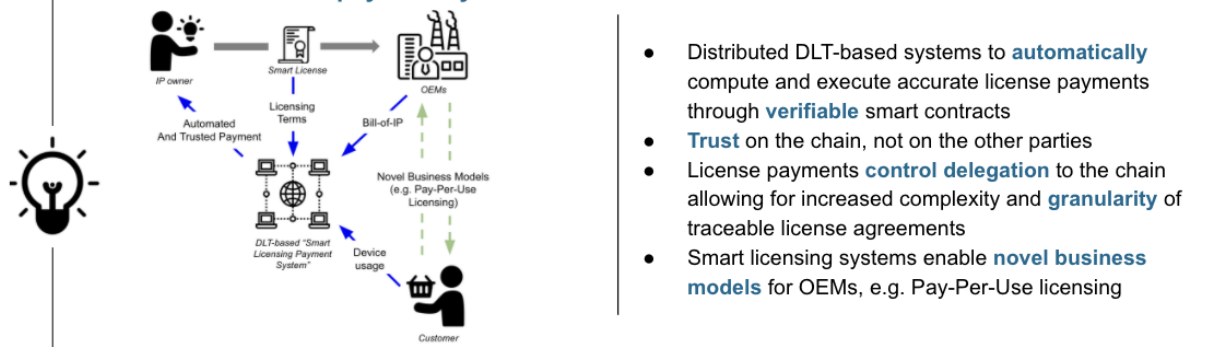 IP owner
Smart License
OEMs
Licensing
Terms
Automated
And Trusted Payment
Bill-of-IP
Novel Business Models
(e.g. Pay-Per-Use
Licensing)
DLT-based "Smart
Licensing Payment
System"
Device
usage
Customer
● Distributed DLT-based systems to automatically
compute and execute accurate license payments
through verifiable smart contracts
● Trust on the chain, not on the other parties
● License payments control delegation to the chain
allowing for increased complexity and granularity of
traceable license agreements
● Smart licensing systems enable novel business
models for OEMs, e.g. Pay-Per-Use licensing